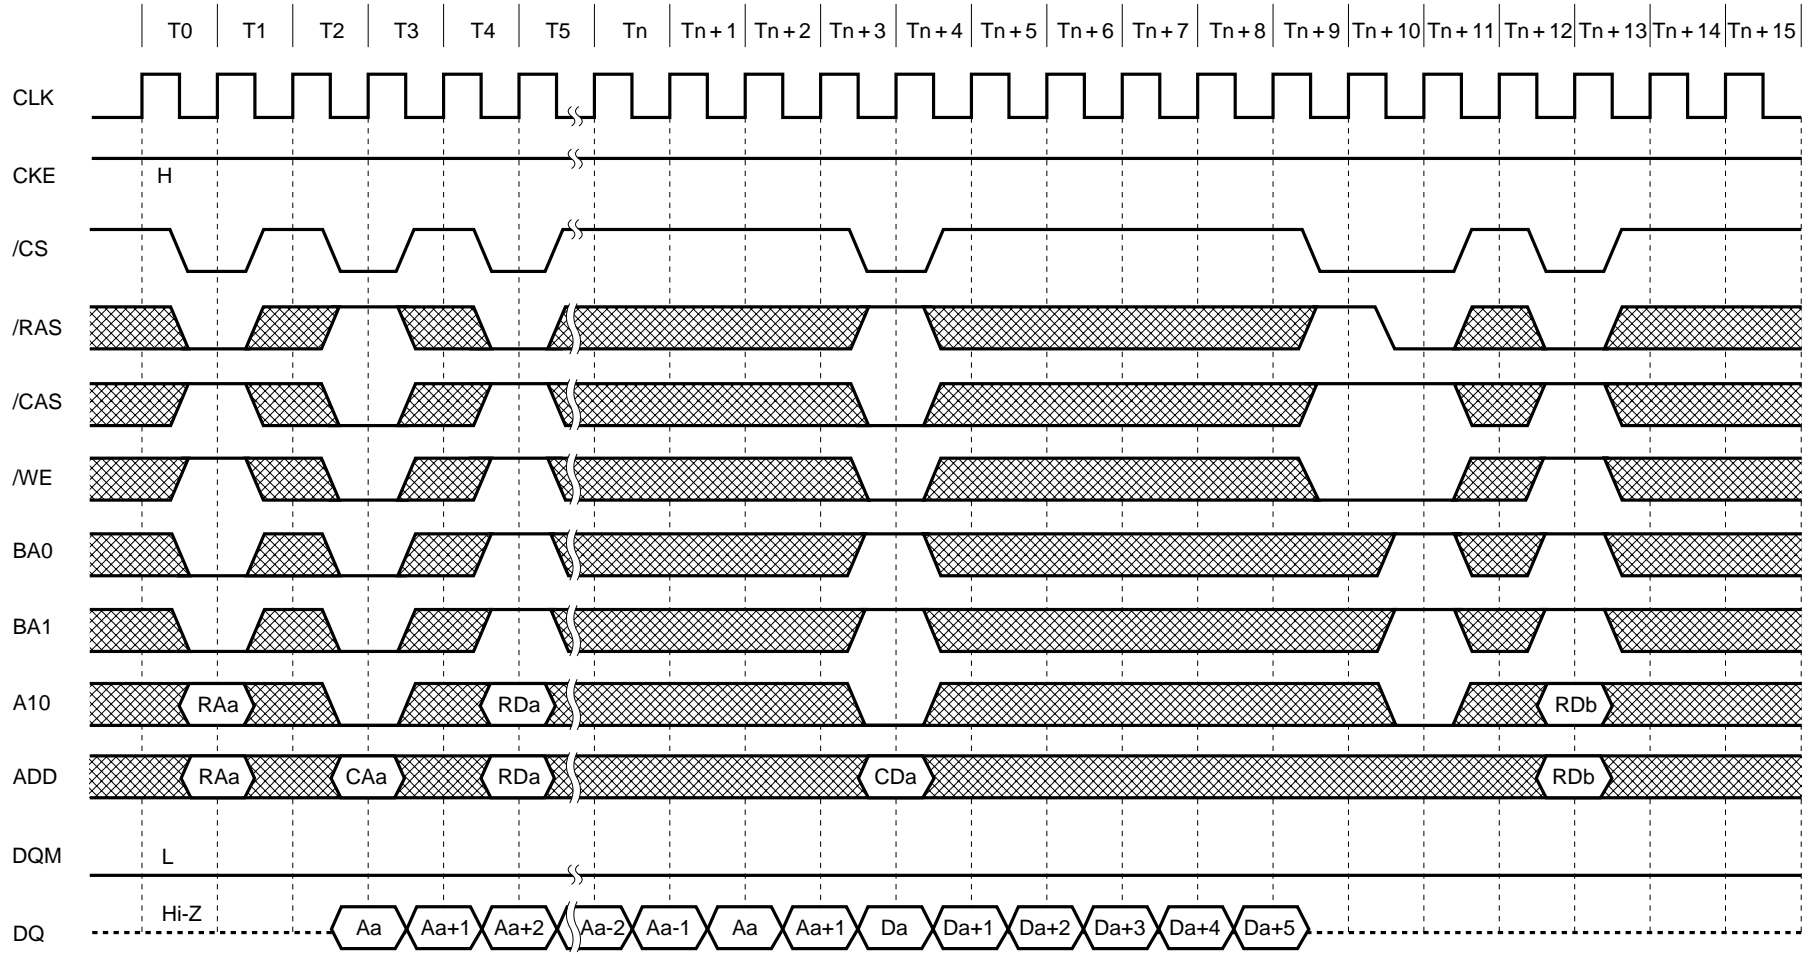 T0 T1 T2 T3 T4 T5 Tn Tn + 1 Tn + 2 Tn + 3 Tn + 4 Tn + 5 Tn + 6 Tn + 7 Tn + 8 Tn + 9 Tn + 10 Tn + 11 Tn + 12 Tn + 13 Tn + 14 Tn + 15
CLK
CKE H
/CS
/RAS
/CAS
/WE
BA0
BA1
A10 RAa RDa RDb
ADD RAa CAa RDa CDa RDb
DQM L
DQ Hi-Z Aa Aa+1 Aa+2 Aa-2 Aa-1 Aa Aa+1 Da Da+1 Da+2 Da+3 Da+4 Da+5